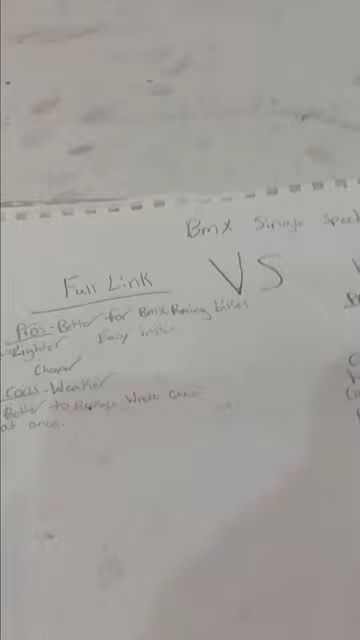 BMX Single Speed
Full Link VS
Pros-Better for Bmx Racing bikes
Lighter Easy
Cheaper
Cons-Weaker
Better to Replace Whole Chain
at once.